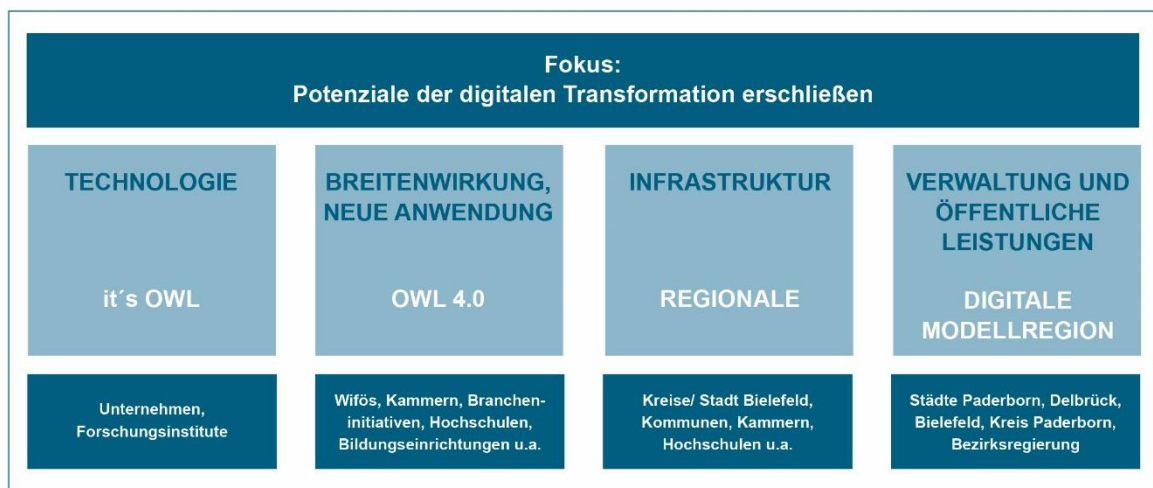 Fokus:
Potenziale der digitalen Transformation erschließen
TECHNOLOGIE
it´s OWL
Unternehmen,
Forschungsinstitute
BREITENWIRKUNG,
NEUE ANWENDUNG
OWL 4.0
Wifös, Kammern, Branchen-
initiativen, Hochschulen,
Bildungseinrichtungen u.a.
INFRASTRUKTUR
REGIONALE
Kreise/ Stadt Bielefeld,
Kommunen, Kammern,
Hochschulen u.a.
VERWALTUNG UND
ÖFFENTLICHE
LEISTUNGEN
DIGITALE
MODELLREGION
Städte Paderborn, Delbrück,
Bielefeld, Kreis Paderborn,
Bezirksregierung